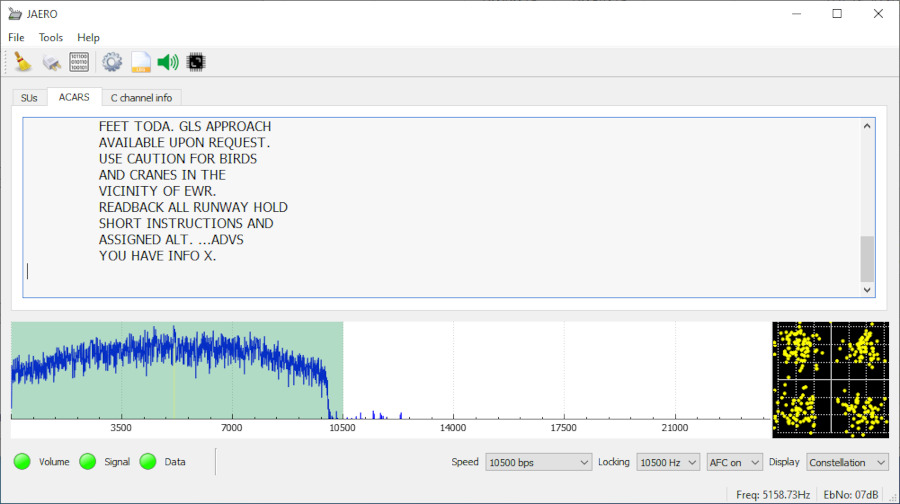 JAERO
File Tools Help
101100
010110
100101
SUs ACARS C channel info
FEET TODA. GLS APPROACH
AVAILABLE UPON REQUEST.
USE CAUTION FOR BIRDS
AND CRANES IN THE
VICINITY OF EWR.
READBACK ALL RUNWAY HOLD
SHORT INSTRUCTIONS AND
ASSIGNED ALT. ...ADVS
YOU HAVE INFO X.
3500 7000 10500 14000 17500 21000
Volume Signal Data Speed 10500 bps Locking 10500 Hz AFC on Display Constellation
Freq: 5158.73Hz EbNo: 07dB